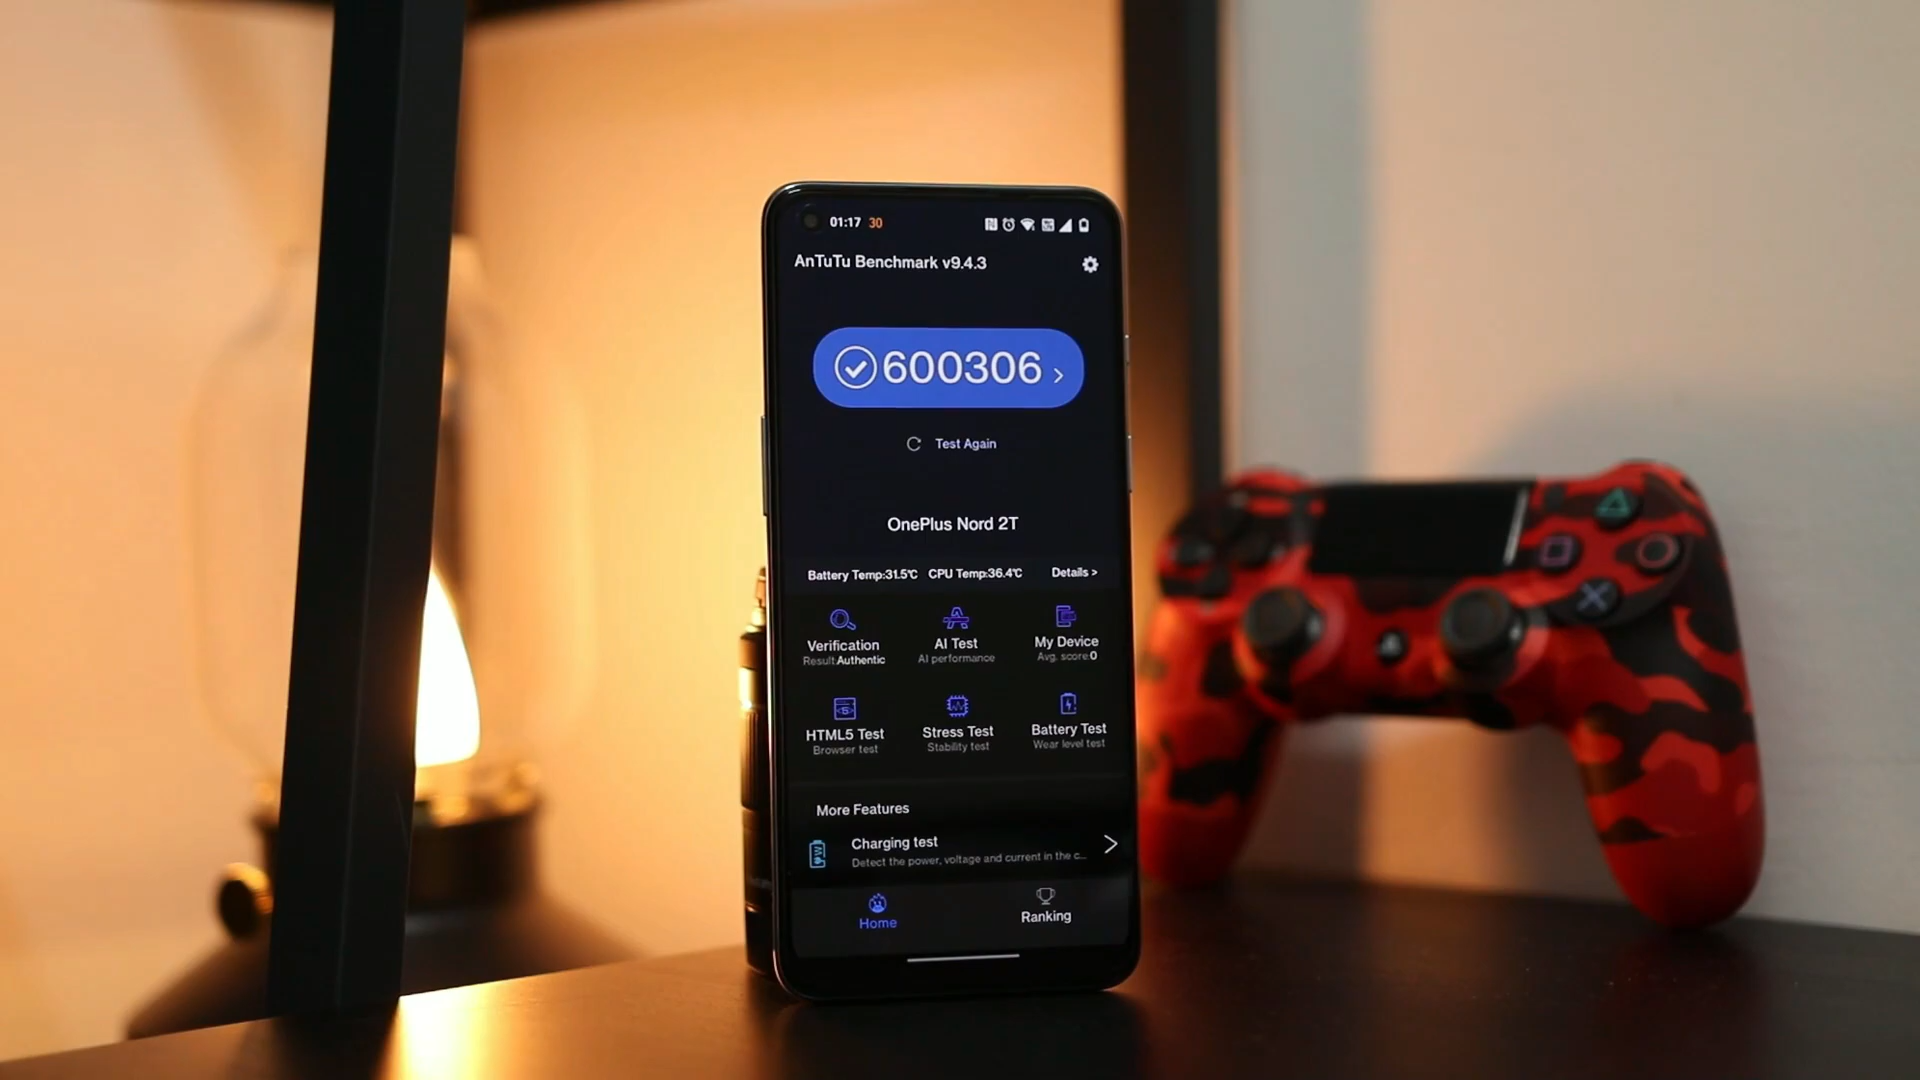 01:17 30
AnTuTu Benchmark v9.4.3
600306
Test Again
OnePlus Nord 2T
Battery Temp:31.5℃ CPU Temp:36.4℃ Details >
Verification AI Test My Device
Result:Authentic AI performance Avg. score:0
HTML5 Test Stress Test Battery Test
Browser test Stability test Wear level test
More Features
Charging test
Detect the power, voltage and current in the c...
Home Ranking